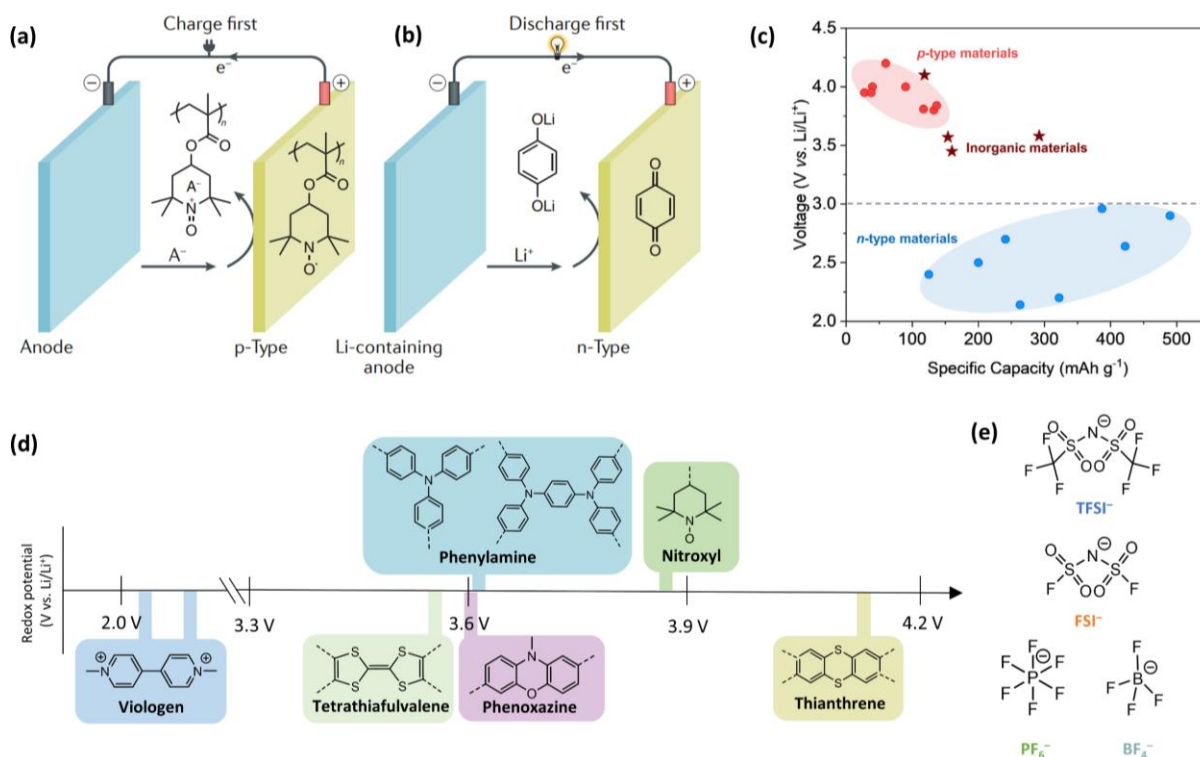 (a)
Charge first
e⁻
−
+
n
O
O
A⁻
N
O
n
O
O
N
O·
A⁻
Anode
p-Type
(b)
Discharge first
e⁻
−
+
OLi
OLi
O
O
Li⁺
Li-containing
anode
n-Type
(c)
4.5
4.0
3.5
3.0
2.5
2.0
Voltage (V vs. Li/Li⁺)
p-type materials
Inorganic materials
n-type materials
0 100 200 300 400 500
Specific Capacity (mAh g⁻¹)
(d)
Redox potential
(V vs. Li/Li⁺)
N
N N
Phenylamine
N
O
Nitroxyl
2.0 V 3.3 V 3.6 V 3.9 V 4.2 V
N N
+ +
Viologen
S S
S S
Tetrathiafulvalene
N
O
Phenoxazine
S
S
Thianthrene
(e)
O N − O
F S S F
F O O F
F F
TFSI⁻
O N − O
S S
F O O F
FSI⁻
F
F − F
P
F F
F
PF₆⁻
F −
B
F F
F
BF₄⁻